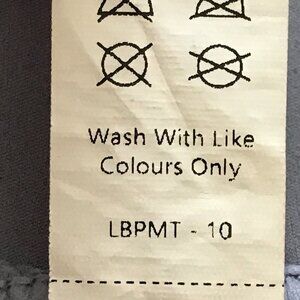 Wash With Like
Colours Only
LBPMT - 10